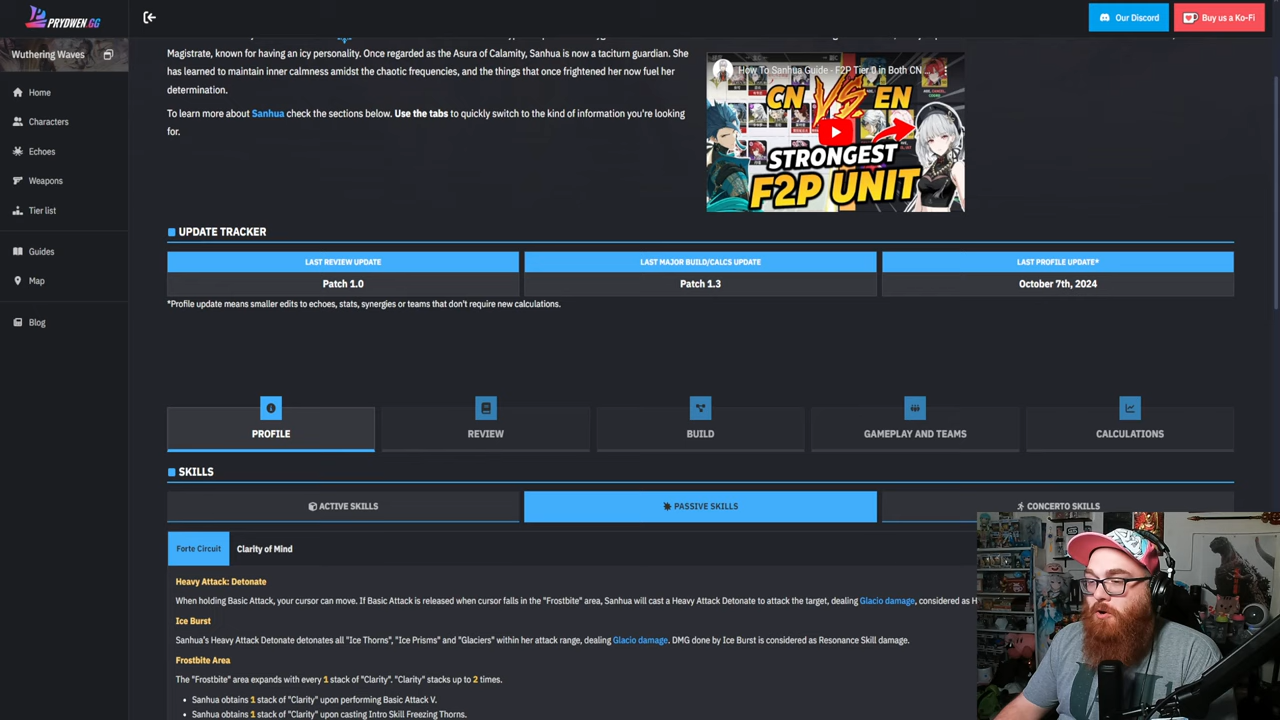 PRYDWEN.GG
Our Discord
Buy us a Ko-Fi
Wuthering Waves
Home
Characters
Echoes
Weapons
Tier list
Guides
Map
Blog
Magistrate, known for having an icy personality. Once regarded as the Asura of Calamity, Sanhua is now a taciturn guardian. She
has learned to maintain inner calmness amidst the chaotic frequencies, and the things that once frightened her now fuel her
determination.
To learn more about Sanhua check the sections below. Use the tabs to quickly switch to the kind of information you're looking
for.
How To Sanhua Guide - F2P Tier 0 in Both CN ...
CN VS EN
STRONGEST
F2P UNIT
UPDATE TRACKER
LAST REVIEW UPDATE
Patch 1.0
LAST MAJOR BUILD/CALCS UPDATE
Patch 1.3
LAST PROFILE UPDATE*
October 7th, 2024
*Profile update means smaller edits to echoes, stats, synergies or teams that don't require new calculations.
PROFILE
REVIEW
BUILD
GAMEPLAY AND TEAMS
CALCULATIONS
SKILLS
ACTIVE SKILLS
PASSIVE SKILLS
CONCERTO SKILLS
Forte Circuit
Clarity of Mind
Heavy Attack: Detonate
When holding Basic Attack, your cursor can move. If Basic Attack is released when cursor falls in the "Frostbite" area, Sanhua will cast a Heavy Attack Detonate to attack the target, dealing Glacio damage, considered as H
Ice Burst
Sanhua's Heavy Attack Detonate detonates all "Ice Thorns", "Ice Prisms" and "Glaciers" within her attack range, dealing Glacio damage. DMG done by Ice Burst is considered as Resonance Skill damage.
Frostbite Area
The "Frostbite" area expands with every 1 stack of "Clarity". "Clarity" stacks up to 2 times.
• Sanhua obtains 1 stack of "Clarity" upon performing Basic Attack V.
• Sanhua obtains 1 stack of "Clarity" upon casting Intro Skill Freezing Thorns.